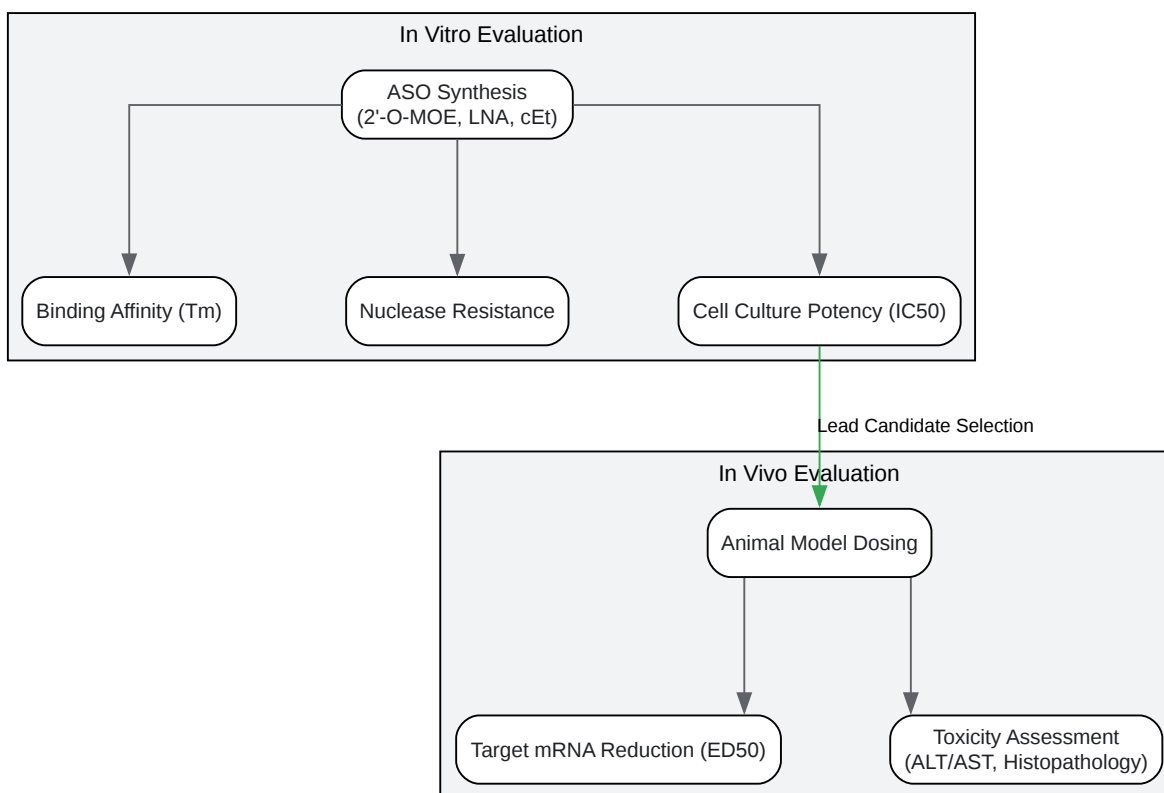 In Vitro Evaluation
ASO Synthesis
(2'-O-MOE, LNA, cEt)
Binding Affinity (Tm)
Nuclease Resistance
Cell Culture Potency (IC50)
Lead Candidate Selection
In Vivo Evaluation
Animal Model Dosing
Target mRNA Reduction (ED50)
Toxicity Assessment
(ALT/AST, Histopathology)